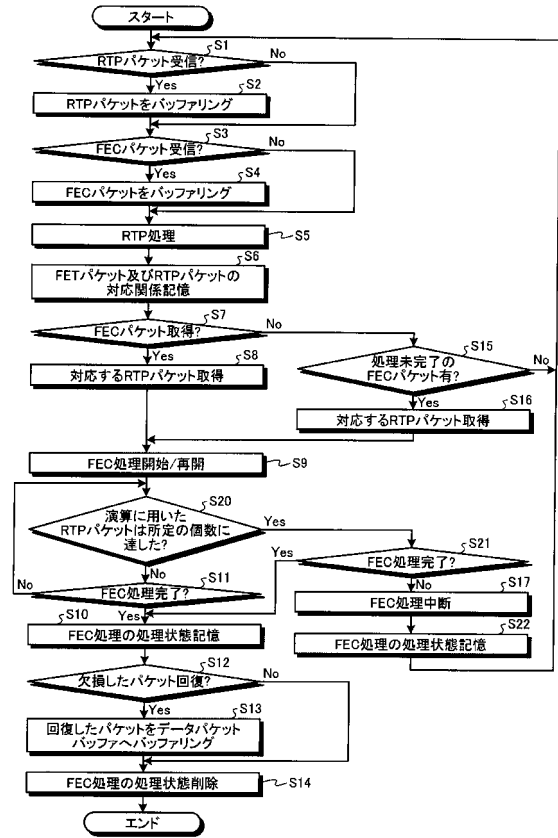 スタート
S1
RTPパケット受信?
No
Yes
S2
RTPパケットをバッファリング
S3
FECパケット受信?
No
Yes
S4
FECパケットをバッファリング
RTP処理
S5
S6
FETパケット及びRTPパケットの
対応関係記憶
S7
FECパケット取得?
No
Yes
S8
対応するRTPパケット取得
S15
処理未完了の
FECパケット有?
No
Yes
S16
対応するRTPパケット取得
FEC処理開始/再開
S9
S20
演算に用いた
RTPパケットは所定の個数に
達した?
Yes
No
S21
FEC処理完了?
Yes
No
S11
FEC処理完了?
No
Yes
S17
FEC処理中断
S10
FEC処理の処理状態記憶
S22
FEC処理の処理状態記憶
S12
欠損したパケット回復?
No
Yes
S13
回復したパケットをデータパケット
バッファへバッファリング
FEC処理の処理状態削除
S14
エンド